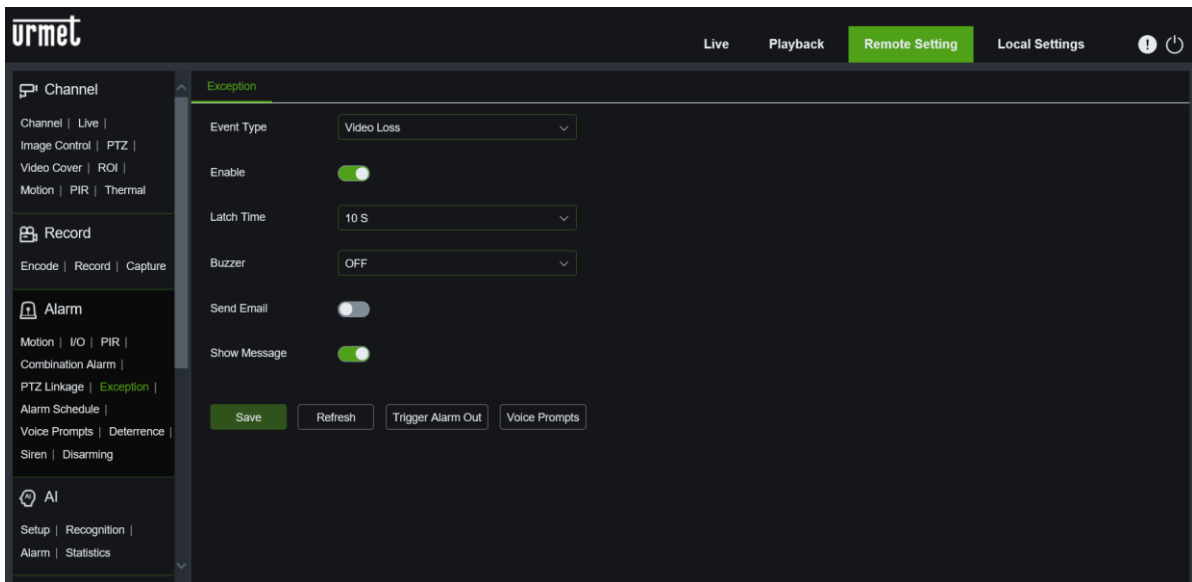 urmet
Live Playback Remote Setting Local Settings
Channel
Channel | Live |
Image Control | PTZ |
Video Cover | ROI |
Motion | PIR | Thermal
Record
Encode | Record | Capture
Alarm
Motion | I/O | PIR |
Combination Alarm |
PTZ Linkage | Exception |
Alarm Schedule |
Voice Prompts | Deterrence |
Siren | Disarming
AI
Setup | Recognition |
Alarm | Statistics
Exception
Event Type Video Loss
Enable
Latch Time 10 S
Buzzer OFF
Send Email
Show Message
Save Refresh Trigger Alarm Out Voice Prompts